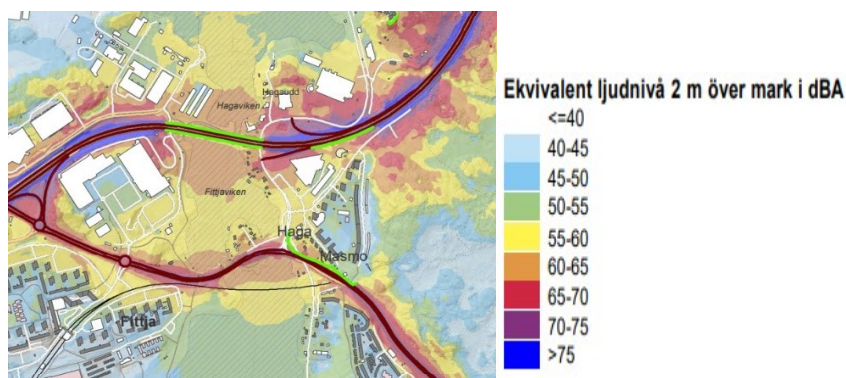 Hagaviken
Hagaudd
Fittjaviken
Haga
Masmo
Fittja
Ekvivalent ljudnivå 2 m över mark i dBA
<=40
40-45
45-50
50-55
55-60
60-65
65-70
70-75
>75